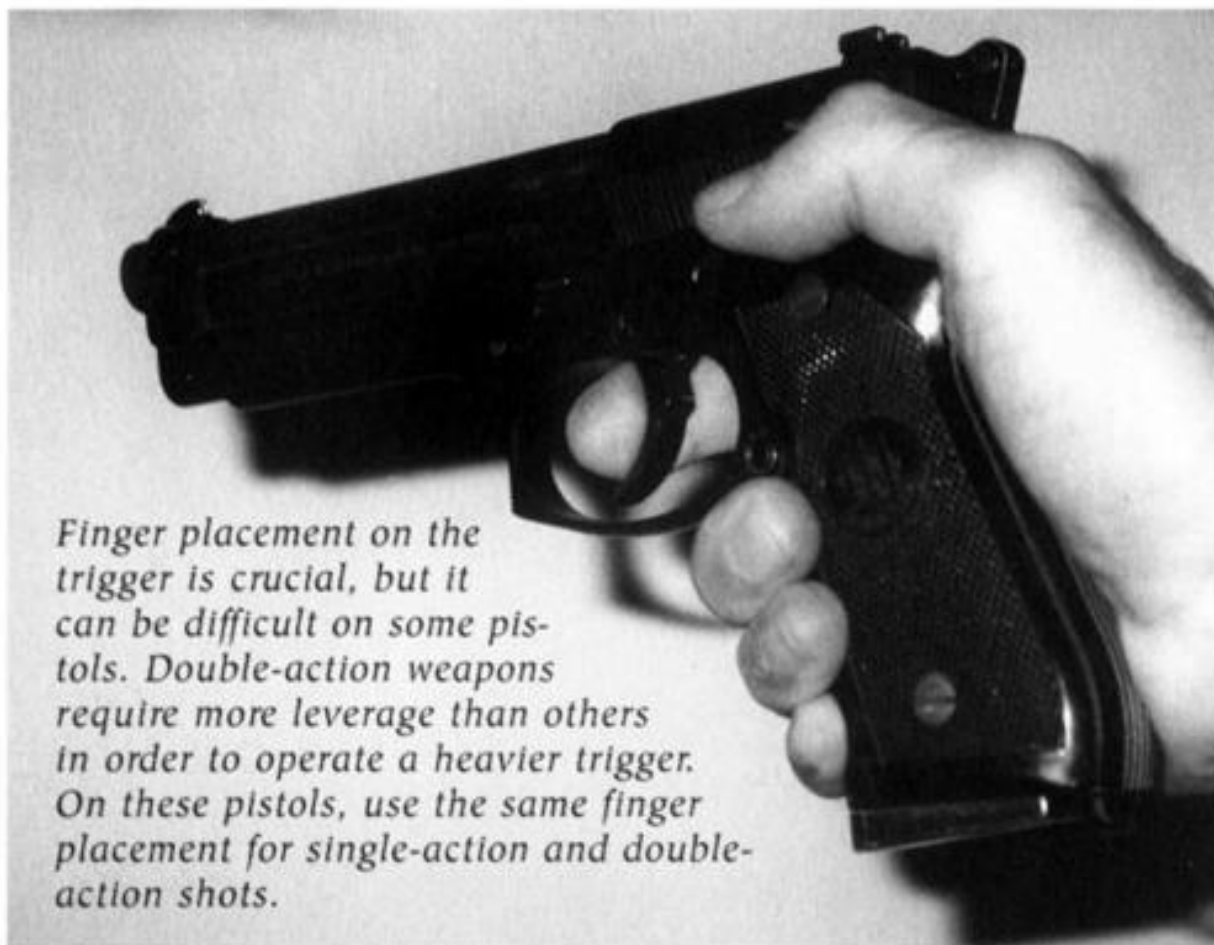 Finger placement on the
trigger is crucial, but it
can be difficult on some pis-
tols. Double-action weapons
require more leverage than others
in order to operate a heavier trigger.
On these pistols, use the same finger
placement for single-action and double-
action shots.